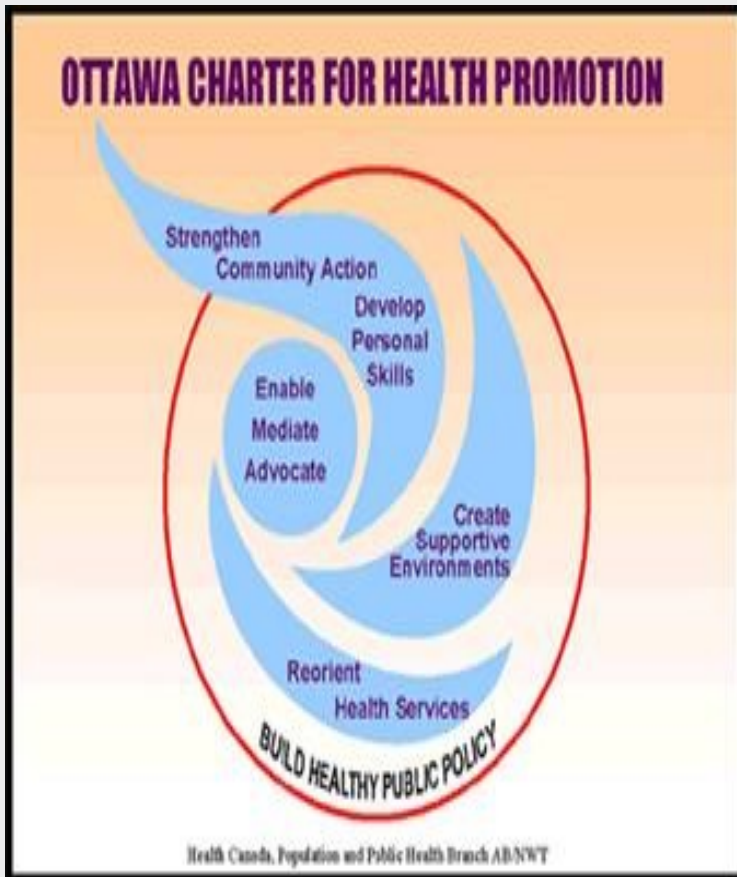 OTTAWA CHARTER FOR HEALTH PROMOTION
Strengthen
Community Action
Develop
Personal
Skills
Enable
Mediate
Advocate
Create
Supportive
Environments
Reorient
Health Services
BUILD HEALTHY PUBLIC POLICY
Health Canada, Population and Public Health Branch AB/NWT